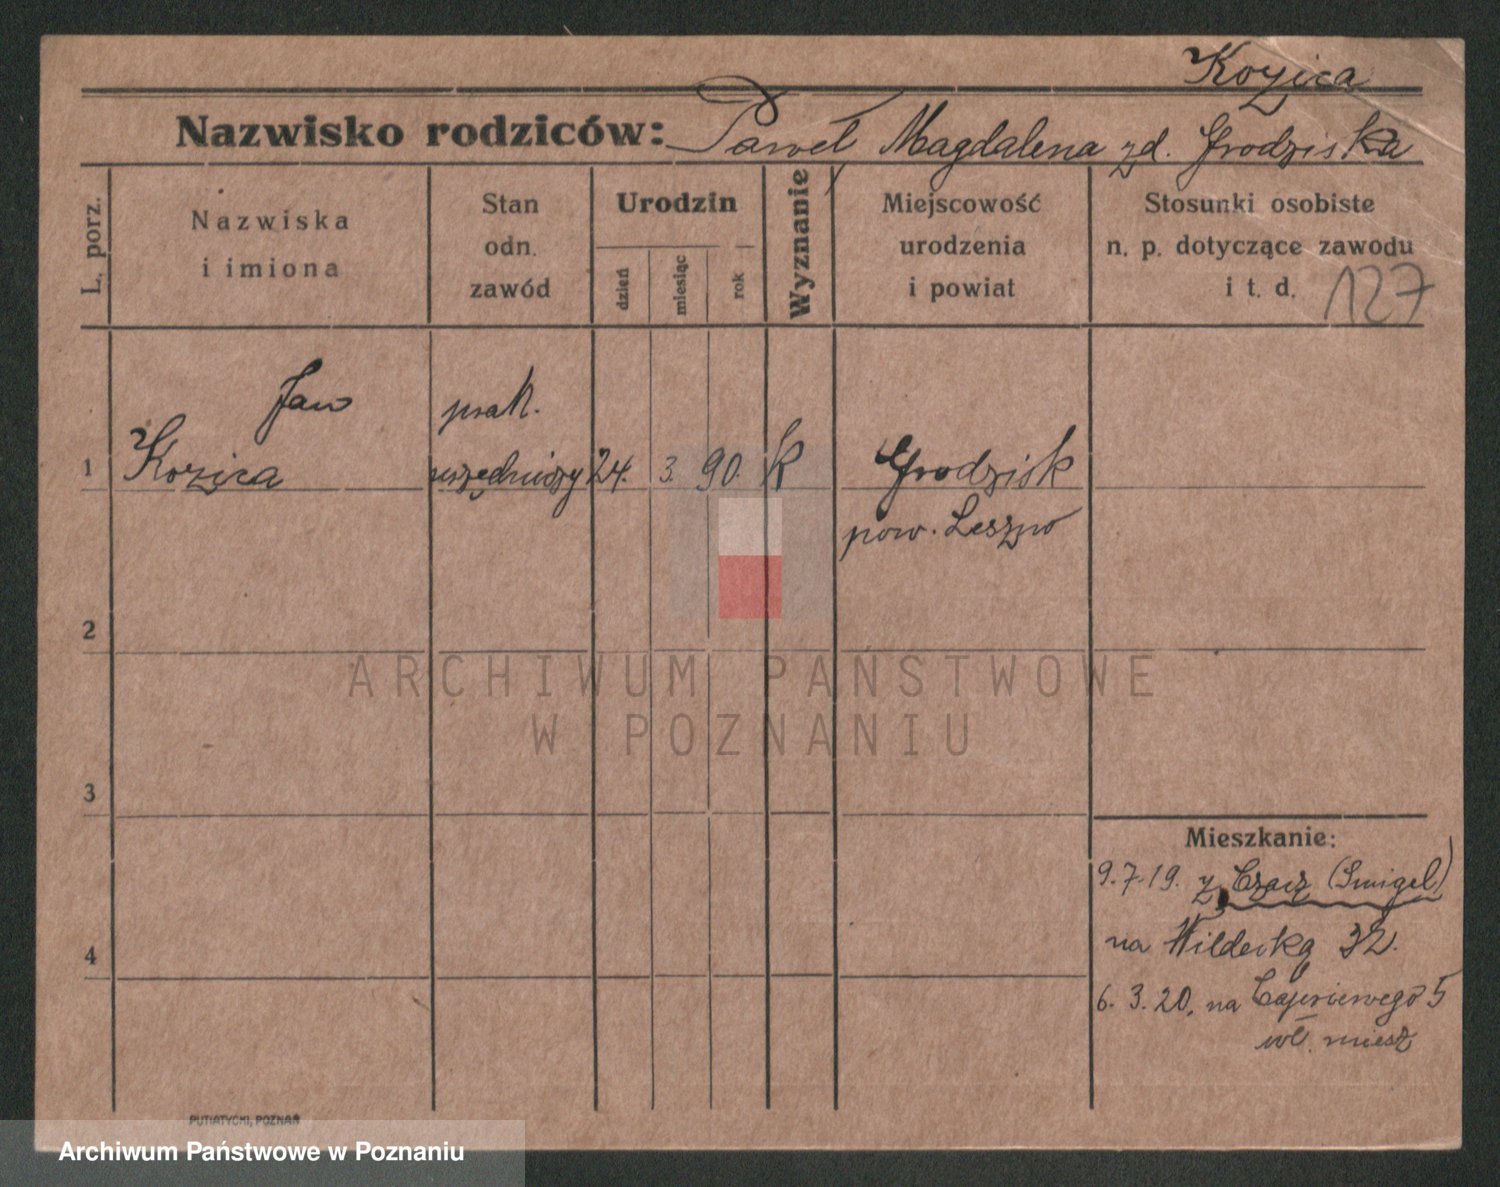 Kozica
Nazwisko rodziców: Paweł Magdalena zd. Grodziska
L. porz.
Nazwiska
i imiona
Stan
odn.
zawód
Urodzin
dzień
miesiąc
rok
Wyznanie
Miejscowość
urodzenia
i powiat
Stosunki osobiste
n. p. dotyczące zawodu
i t. d.
127
Jan
prak.
1 Kozica urzędniczy 24. 3. 90. K Grodzisk
pow. Leszno
2
ARCHIWUM PAŃSTWOWE
W POZNANIU
3
Mieszkanie:
9.7.19. z Czacz (Smigel)
na Wildecką 32.
4
6. 3. 20. na 5
wł. miesz
PUTIATYCKI, POZNAŃ
Archiwum Państwowe w Poznaniu